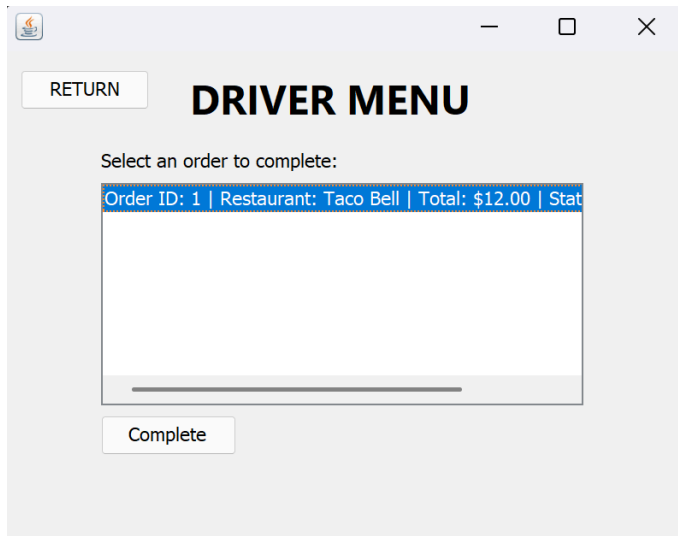 RETURN
DRIVER MENU
Select an order to complete:
Order ID: 1 | Restaurant: Taco Bell | Total: $12.00 | Stat
Complete